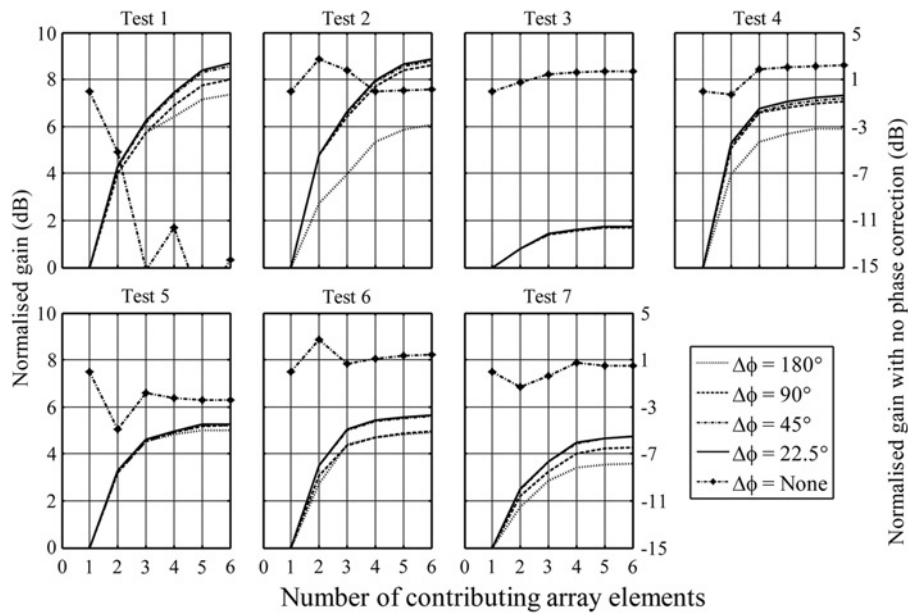 Test 1 Test 2 Test 3 Test 4
10 5
8 1
6 -3
4 -7
2 -11
0 -15
Normalised gain (dB)
Normalised gain with no phase correction (dB)
Test 5 Test 6 Test 7
10 5
8 1
6 -3
4 -7
2 -11
0 -15
Δϕ = 180°
Δϕ = 90°
Δϕ = 45°
Δϕ = 22.5°
Δϕ = None
0 1 2 3 4 5 6 0 1 2 3 4 5 6 0 1 2 3 4 5 6
Number of contributing array elements